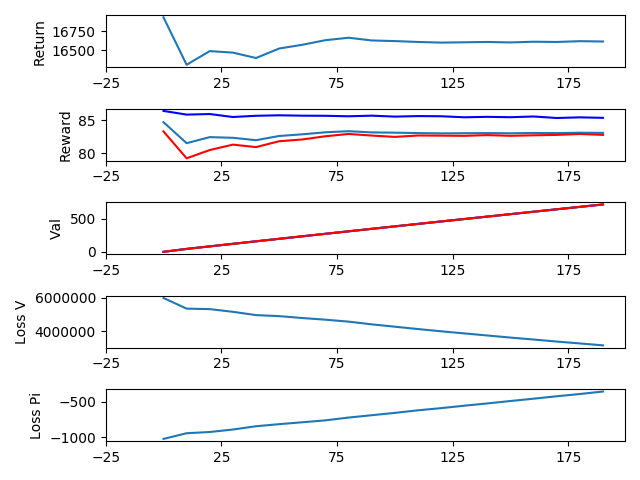 Return
16750
16500
−25 25 75 125 175
Reward
85
80
−25 25 75 125 175
Val
500
0
−25 25 75 125 175
Loss V
6000000
4000000
−25 25 75 125 175
Loss Pi
−500
−1000
−25 25 75 125 175